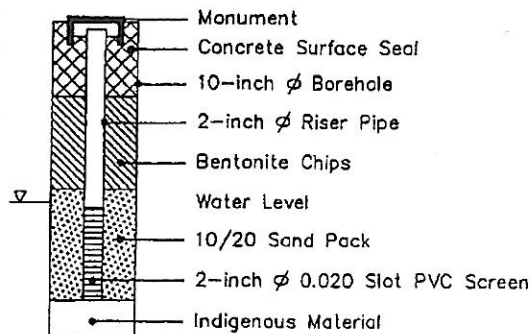 Monument
Concrete Surface Seal
10-inch ϕ Borehole
2-inch ϕ Riser Pipe
Bentonite Chips
Water Level
10/20 Sand Pack
2-inch ϕ 0.020 Slot PVC Screen
Indigenous Material